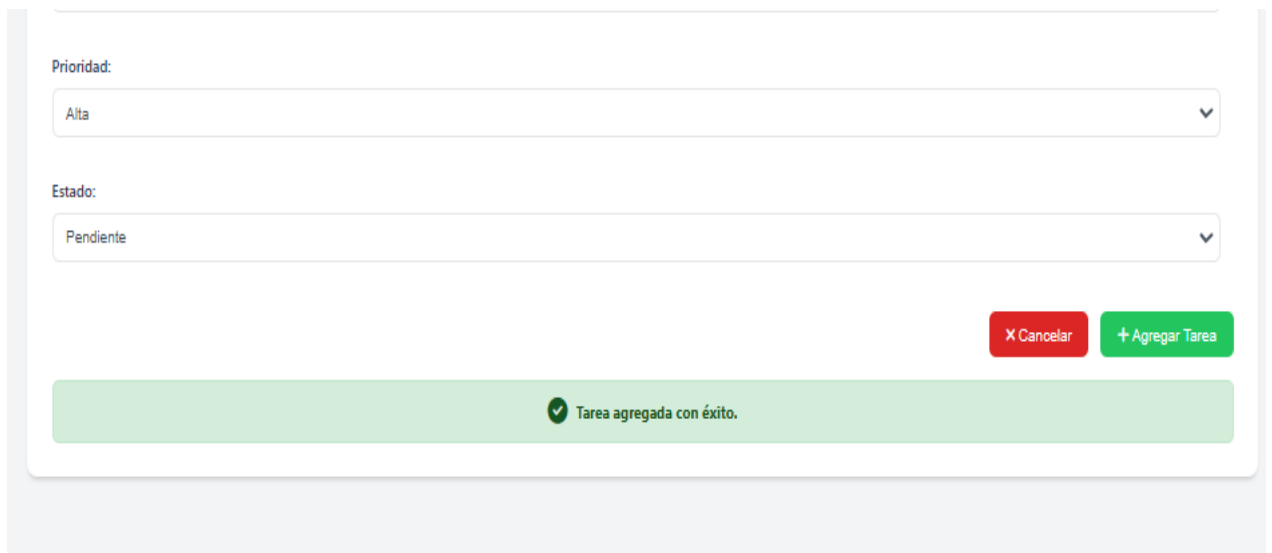 Prioridad:
Alta
Estado:
Pendiente
Cancelar
Agregar Tarea
Tarea agregada con éxito.